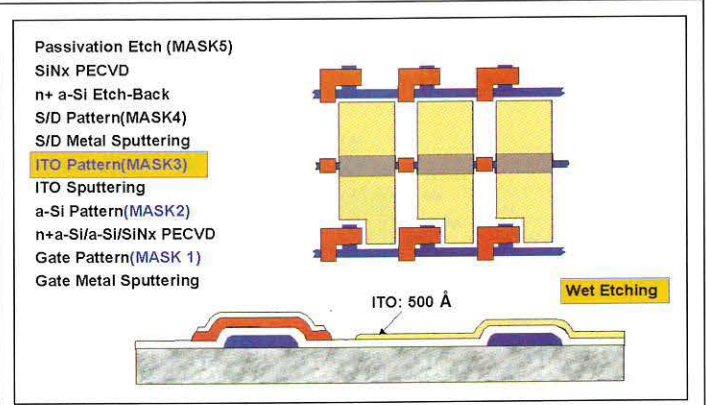 Passivation Etch (MASK5)
SiNx PECVD
n+ a-Si Etch-Back
S/D Pattern(MASK4)
S/D Metal Sputtering
ITO Pattern(MASK3)
ITO Sputtering
a-Si Pattern(MASK2)
n+a-Si/a-Si/SiNx PECVD
Gate Pattern(MASK 1)
Gate Metal Sputtering
Wet Etching
ITO: 500 Å